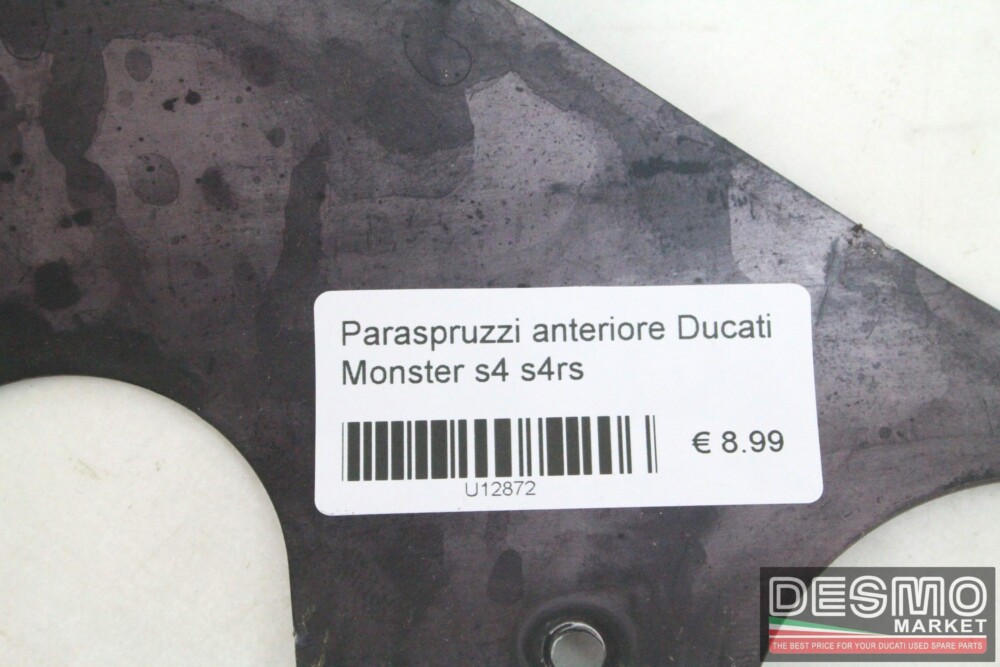 Paraspruzzi anteriore Ducati
Monster s4 s4rs
€ 8.99
U12872
DESMO
MARKET
THE BEST PRICE FOR YOUR DUCATI USED SPARE PARTS